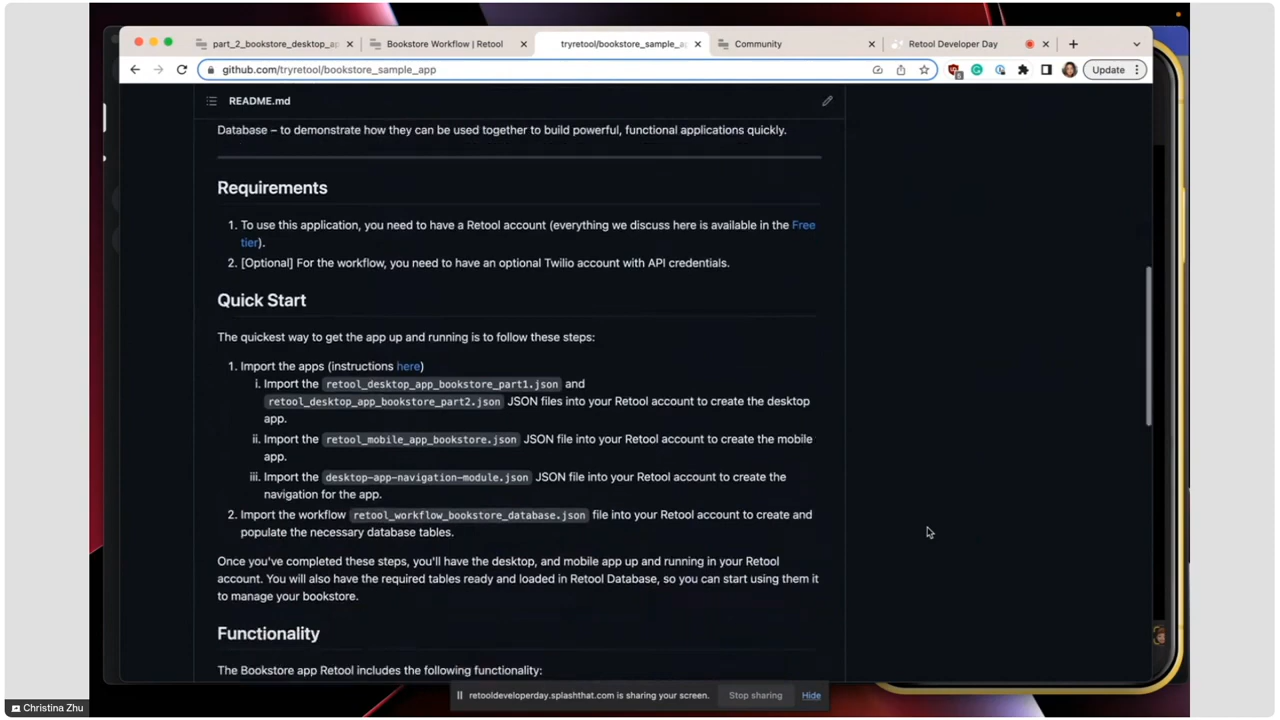 part_2_bookstore_desktop_ap
Bookstore Workflow | Retool
tryretool/bookstore_sample_a
Community
Retool Developer Day
github.com/tryretool/bookstore_sample_app
Update
README.md
Database – to demonstrate how they can be used together to build powerful, functional applications quickly.
Requirements
1. To use this application, you need to have a Retool account (everything we discuss here is available in the Free
tier).
2. [Optional] For the workflow, you need to have an optional Twilio account with API credentials.
Quick Start
The quickest way to get the app up and running is to follow these steps:
1. Import the apps (instructions here)
i. Import the retool_desktop_app_bookstore_part1.json and
retool_desktop_app_bookstore_part2.json JSON files into your Retool account to create the desktop
app.
ii. Import the retool_mobile_app_bookstore.json JSON file into your Retool account to create the mobile
app.
iii. Import the desktop-app-navigation-module.json JSON file into your Retool account to create the
navigation for the app.
2. Import the workflow retool_workflow_bookstore_database.json file into your Retool account to create and
populate the necessary database tables.
Once you've completed these steps, you'll have the desktop, and mobile app up and running in your Retool
account. You will also have the required tables ready and loaded in Retool Database, so you can start using them it
to manage your bookstore.
Functionality
The Bookstore app Retool includes the following functionality:
retooldeveloperday.splashthat.com is sharing your screen.
Stop sharing
Hide
Christina Zhu